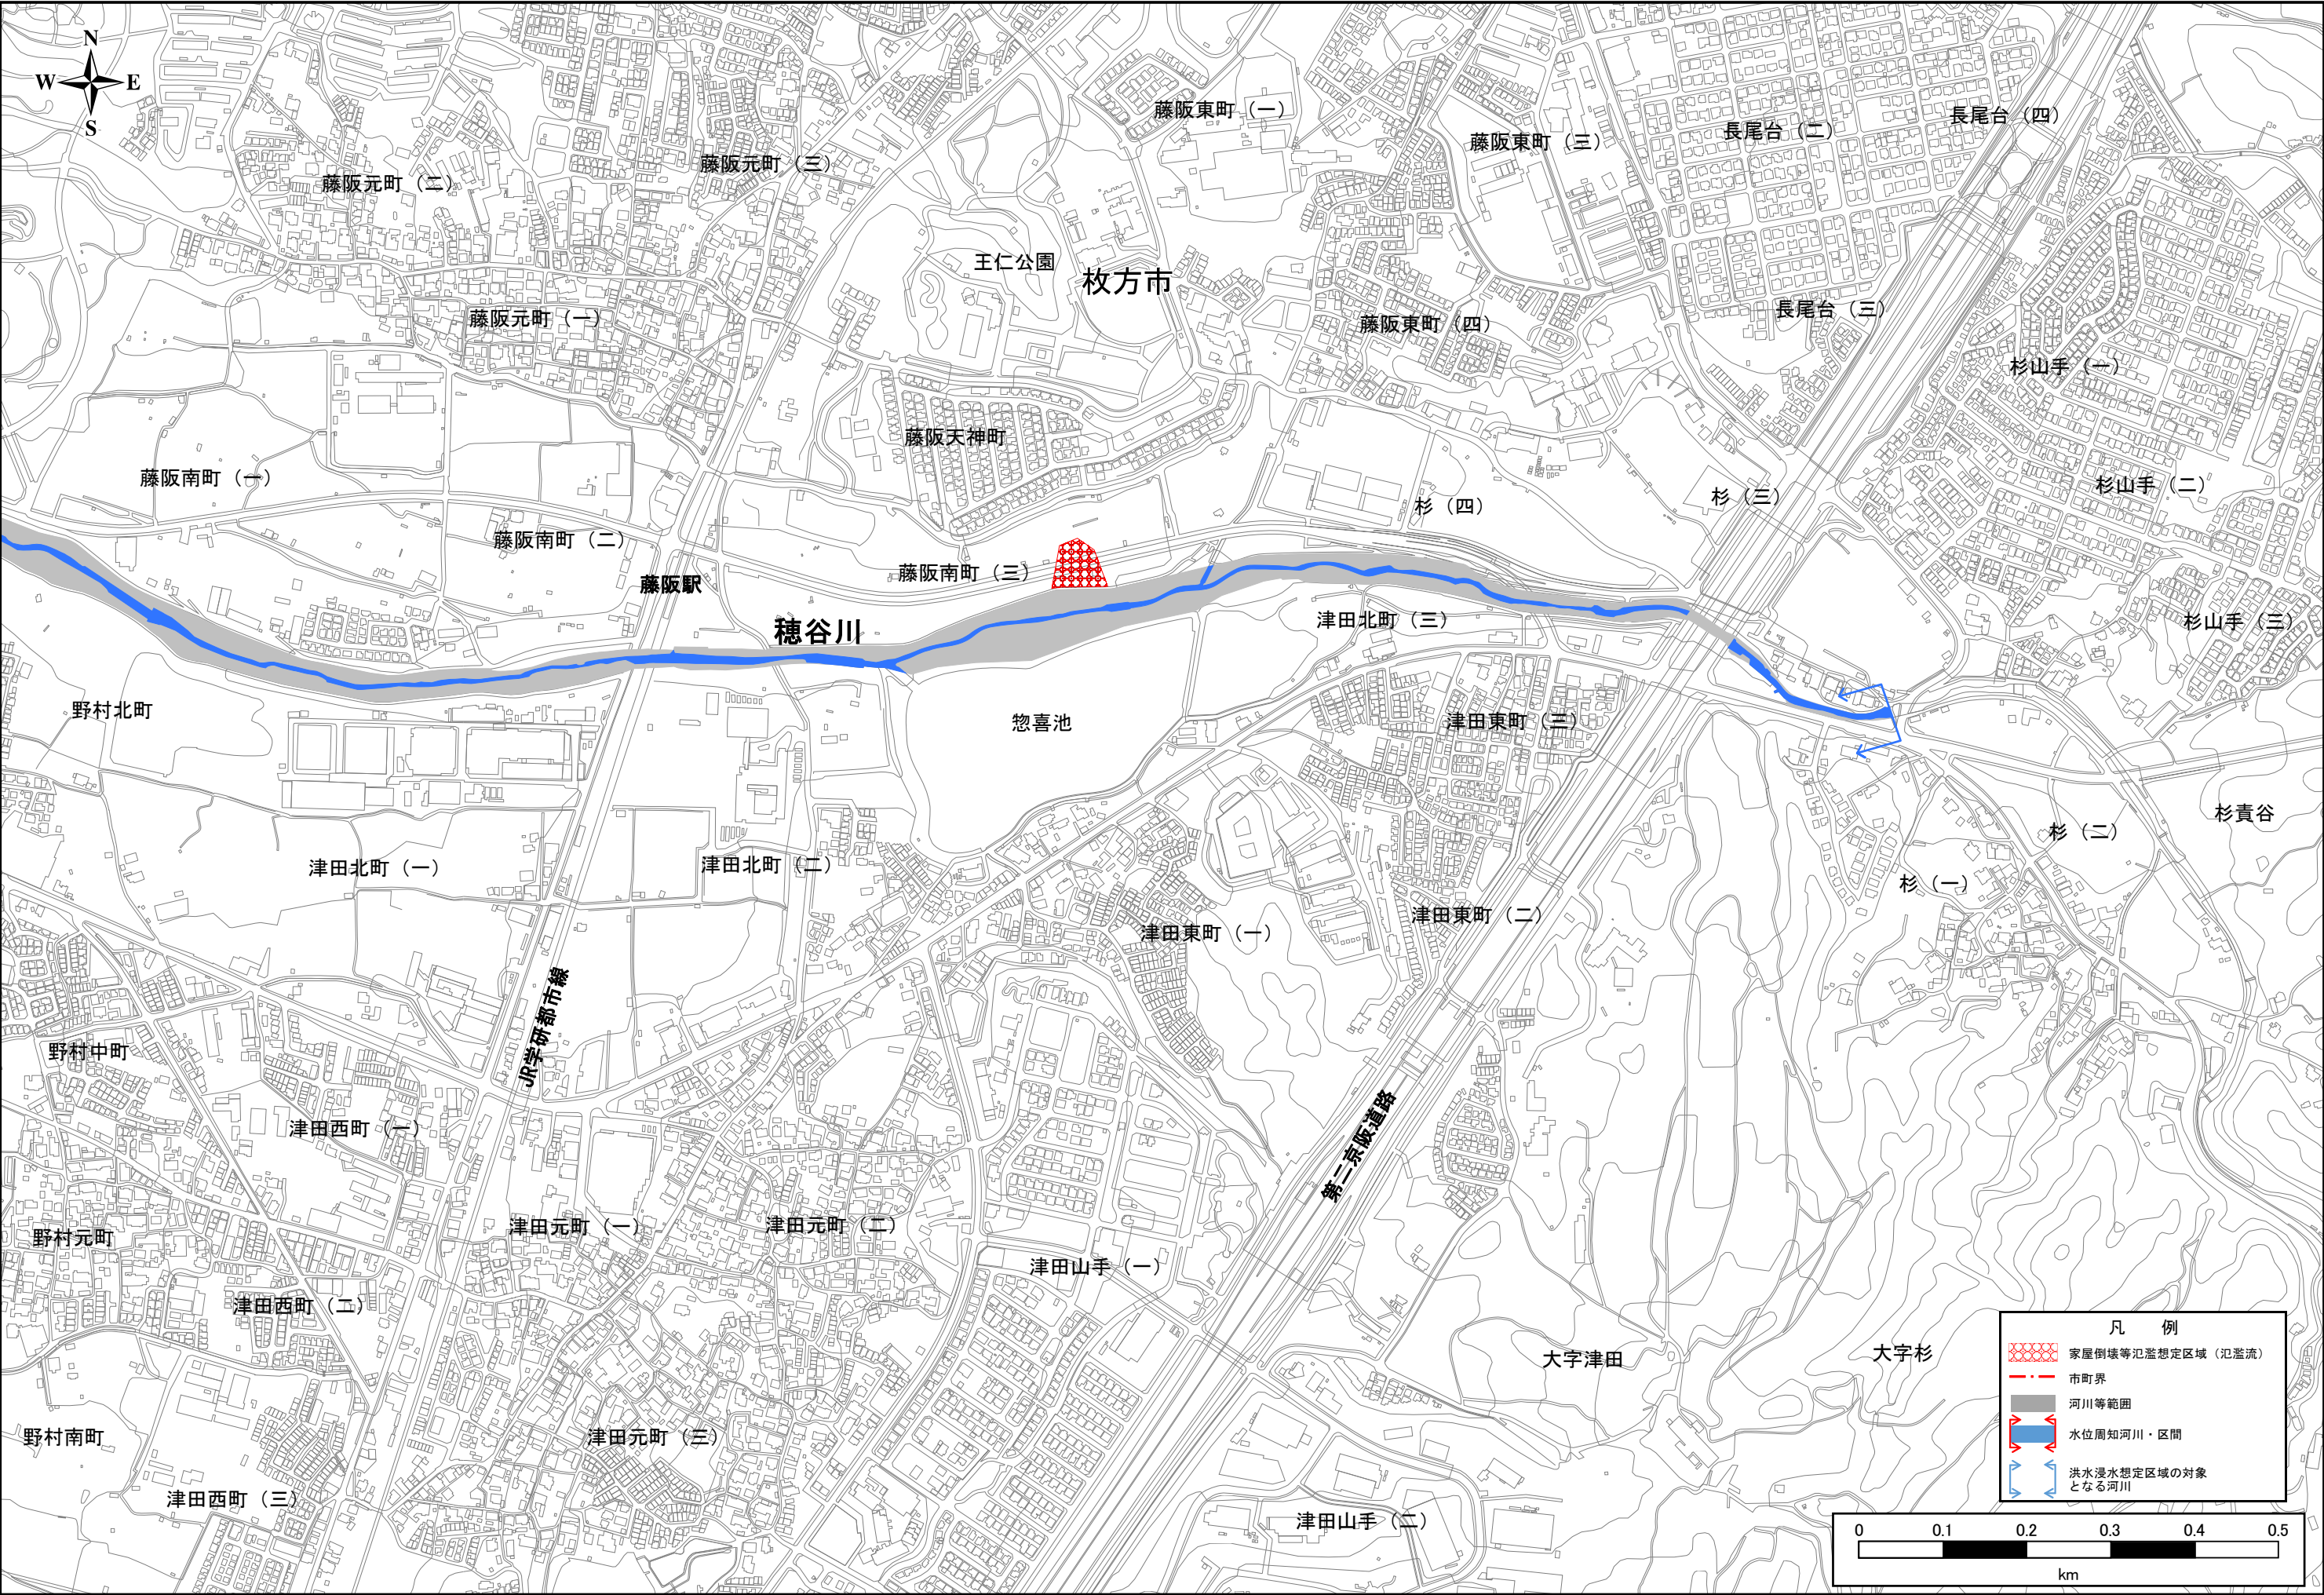 N
W E
S
藤阪東町（一）
長尾台（四）
長尾台（二）
藤阪東町（三）
藤阪元町（三）
藤阪元町（二）
王仁公園
枚方市
長尾台（三）
藤阪元町（一）
藤阪東町（四）
杉山手（一）
藤阪天神町
藤阪南町（一）
杉山手（二）
杉（三）
杉（四）
藤阪南町（二）
藤阪南町（三）
藤阪駅
穂谷川
津田北町（三）
杉山手（三）
野村北町
惣喜池
津田東町（三）
杉責谷
杉（二）
津田北町（一）
津田北町（二）
杉（一）
津田東町（二）
津田東町（一）
JR学研都市線
野村中町
津田西町（一）
第二京阪道路
津田元町（一）
津田元町（二）
野村元町
津田山手（一）
津田西町（二）
大字津田
大字杉
野村南町
津田元町（三）
津田西町（三）
津田山手（二）
凡　例
家屋倒壊等氾濫想定区域（氾濫流）
市町界
河川等範囲
水位周知河川・区間
洪水浸水想定区域の対象
となる河川
0 0.1 0.2 0.3 0.4 0.5
km